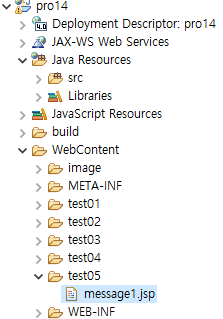 pro14
Deployment Descriptor: pro14
JAX-WS Web Services
Java Resources
src
Libraries
JavaScript Resources
build
WebContent
image
META-INF
test01
test02
test03
test04
test05
message1.jsp
WEB-INF